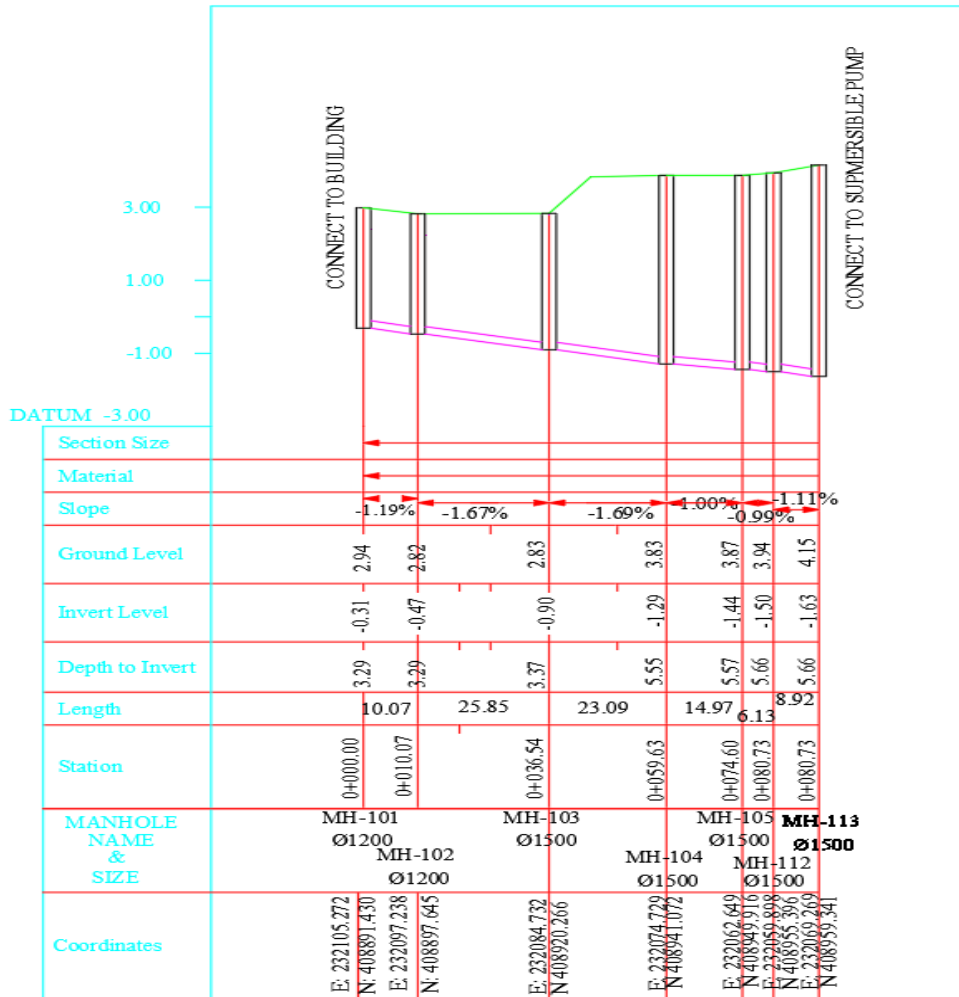 CONNECT TO BUILDING
CONNECT TO SUPMERSIBLE PUMP
3.00
1.00
-1.00
DATUM -3.00
Section Size
Material
Slope
-1.19%
-1.67%
-1.69%
1.00%
-0.99%
-1.11%
Ground Level
2.94
2.82
2.83
3.83
3.87
3.94
4.15
Invert Level
-0.31
-0.47
-0.90
-1.29
-1.44
-1.50
-1.63
Depth to Invert
3.29
3.29
3.37
5.55
5.57
5.66
5.66
Length
10.07
25.85
23.09
14.97
6.13
8.92
Station
0+000.00
0+010.07
0+036.54
0+059.63
0+074.60
0+080.73
0+080.73
MANHOLE
NAME
&
SIZE
MH-101
Ø1200
MH-102
Ø1200
MH-103
Ø1500
MH-104
Ø1500
MH-105
Ø1500
MH-112
Ø1500
MH-113
Ø1500
Coordinates
E: 232105.272
N: 408891.430
E: 232097.238
N: 408897.645
E: 232084.732
N 408920.266
E: 232074.729
N 408941.072
E: 232062.649
N 408949.916
E: 232059.898
N 408955.396
E: 232069.269
N 408959.341